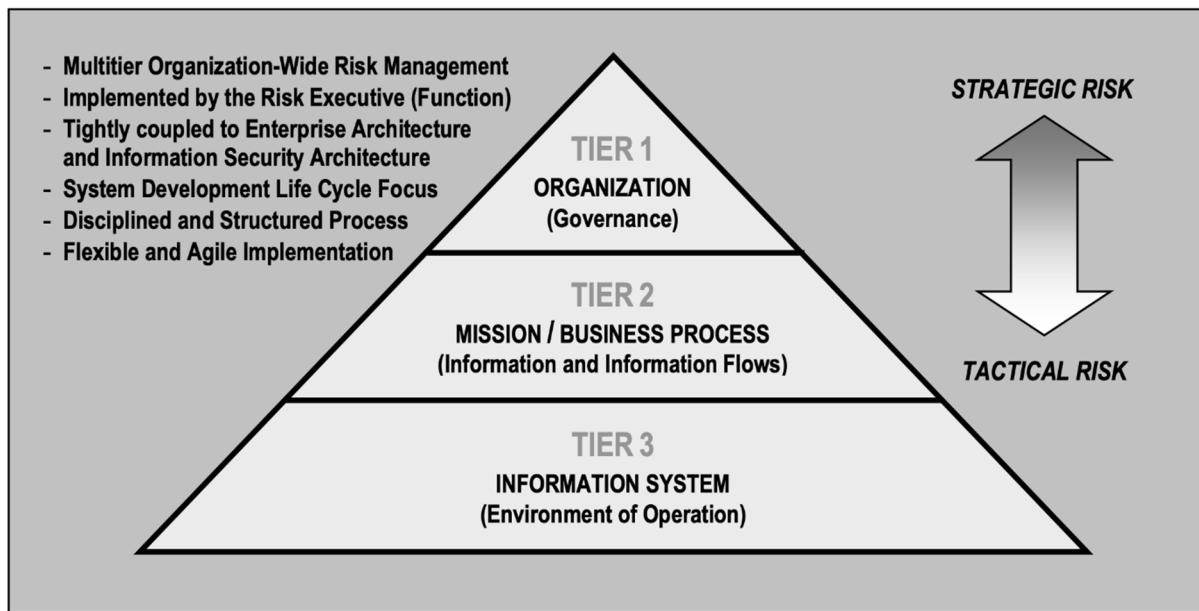 - Multitier Organization-Wide Risk Management
- Implemented by the Risk Executive (Function)
- Tightly coupled to Enterprise Architecture
and Information Security Architecture
- System Development Life Cycle Focus
- Disciplined and Structured Process
- Flexible and Agile Implementation
TIER 1
ORGANIZATION
(Governance)
TIER 2
MISSION / BUSINESS PROCESS
(Information and Information Flows)
TIER 3
INFORMATION SYSTEM
(Environment of Operation)
STRATEGIC RISK
TACTICAL RISK